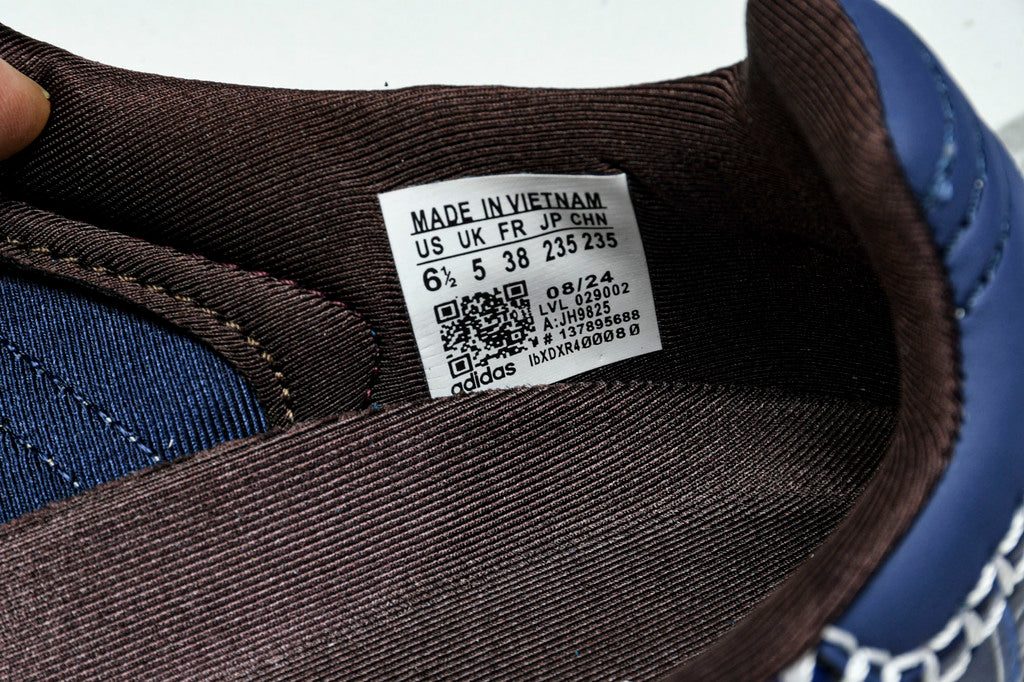 MADE IN VIETNAM
US UK FR JP CHN
6½ 5 38 235 235
08/24
LVL 029002
A:JH9825
# 137895688
IbXDXR400080
adidas